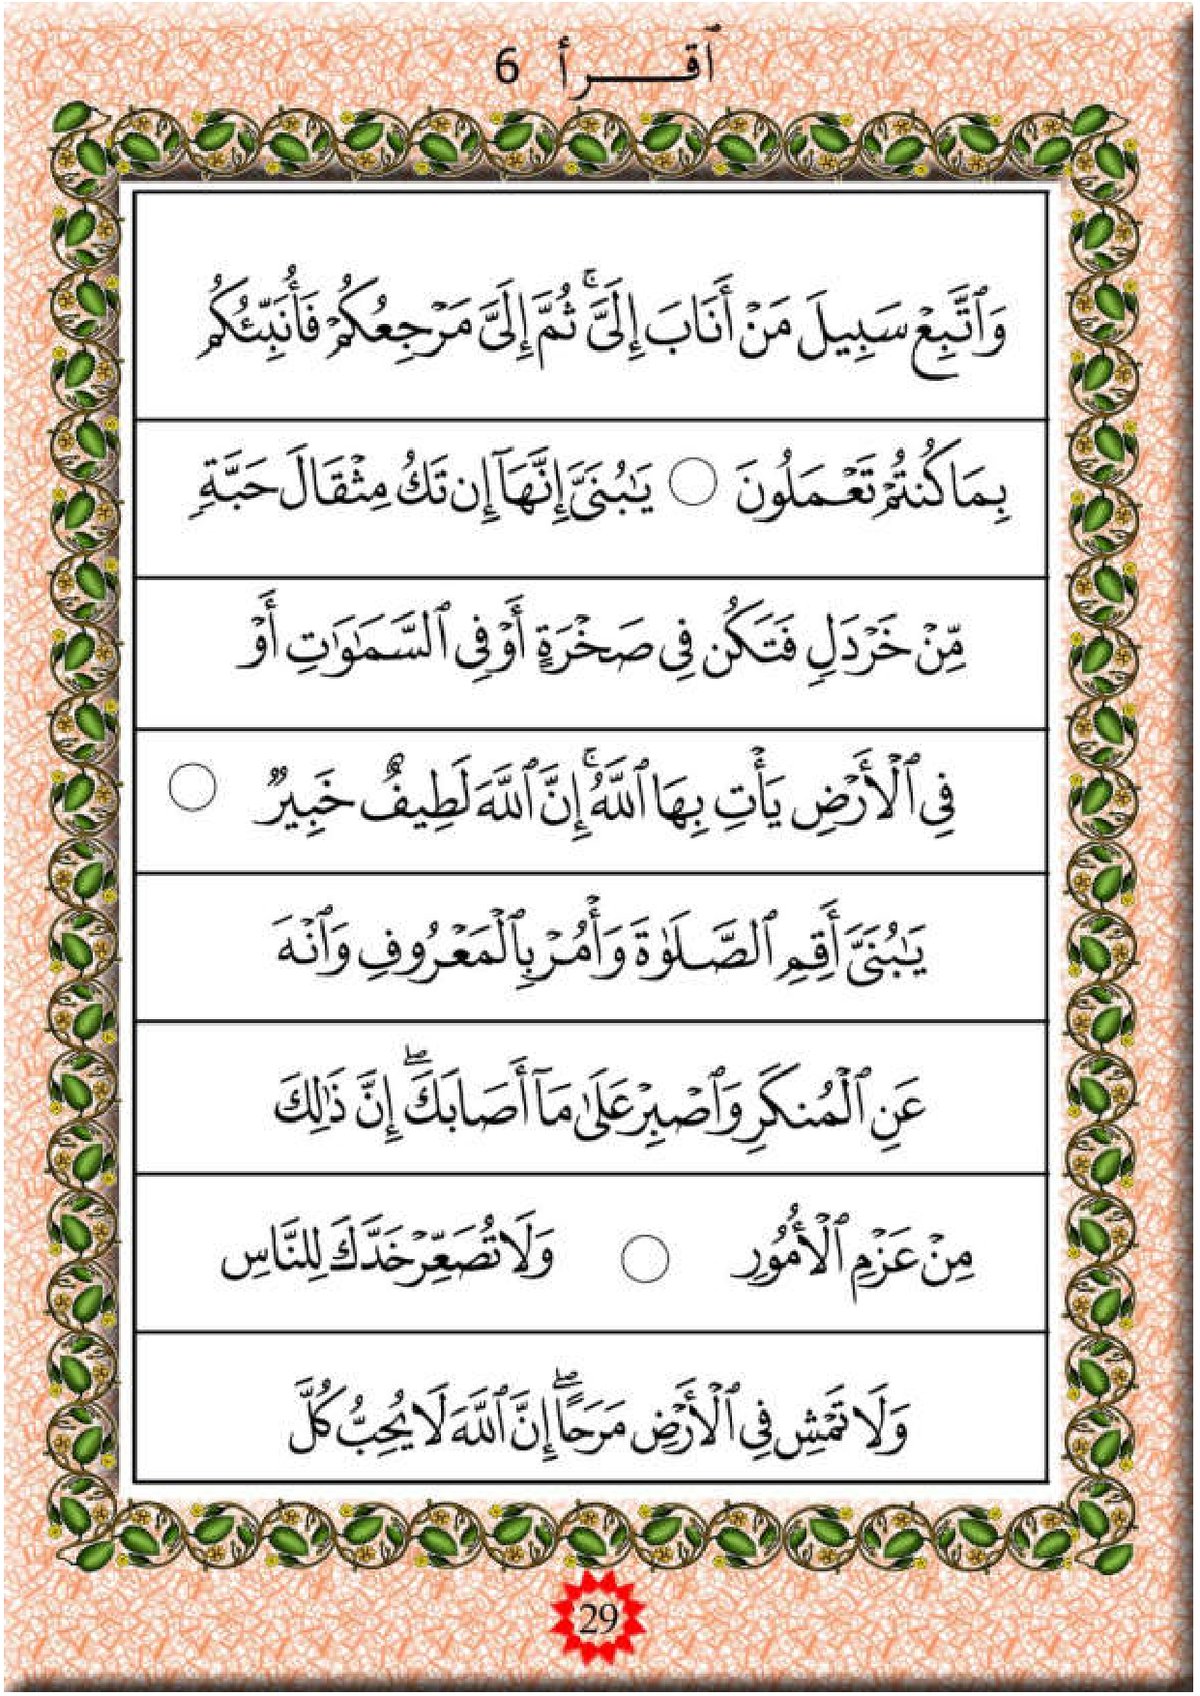 ٱقــــرأ 6
وَٱتَّبِعْ سَبِيلَ مَنْ أَنَابَ إِلَىَّ ۚ ثُمَّ إِلَىَّ مَرْجِعُكُمْ فَأُنَبِّئُكُم
بِمَا كُنتُمْ تَعْمَلُونَ ○ يَـٰبُنَىَّ إِنَّهَآ إِن تَكُ مِثْقَالَ حَبَّةٍ
مِّنْ خَرْدَلٍ فَتَكُن فِى صَخْرَةٍ أَوْ فِى ٱلسَّمَـٰوَٰتِ أَوْ
فِى ٱلْأَرْضِ يَأْتِ بِهَا ٱللَّهُ ۚ إِنَّ ٱللَّهَ لَطِيفٌ خَبِيرٌ ○
يَـٰبُنَىَّ أَقِمِ ٱلصَّلَوٰةَ وَأْمُرْ بِٱلْمَعْرُوفِ وَٱنْهَ
عَنِ ٱلْمُنكَرِ وَٱصْبِرْ عَلَىٰ مَآ أَصَابَكَ ۖ إِنَّ ذَٰلِكَ
مِنْ عَزْمِ ٱلْأُمُورِ ○ وَلَا تُصَعِّرْ خَدَّكَ لِلنَّاسِ
وَلَا تَمْشِ فِى ٱلْأَرْضِ مَرَحًا ۖ إِنَّ ٱللَّهَ لَا يُحِبُّ كُلَّ
29